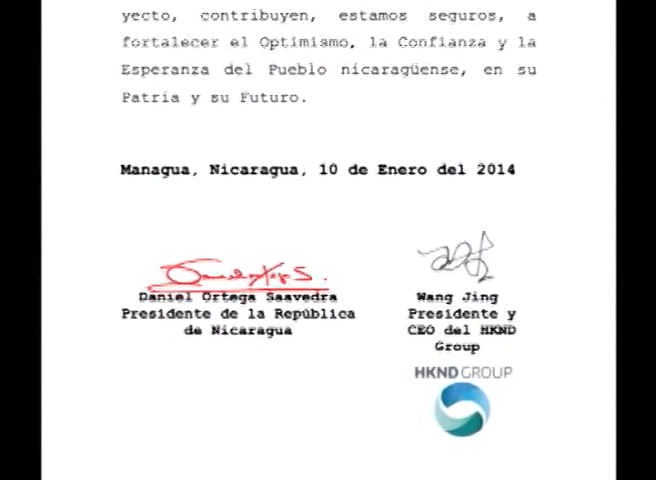 yecto, contribuyen, estamos seguros, a
fortalecer el Optimismo, la Confianza y la
Esperanza del Pueblo nicaragüense, en su
Patria y su Futuro.
Managua, Nicaragua, 10 de Enero del 2014
Daniel Ortega Saavedra
Presidente de la República
de Nicaragua
Wang Jing
Presidente y
CEO del HKND
Group
HKND GROUP